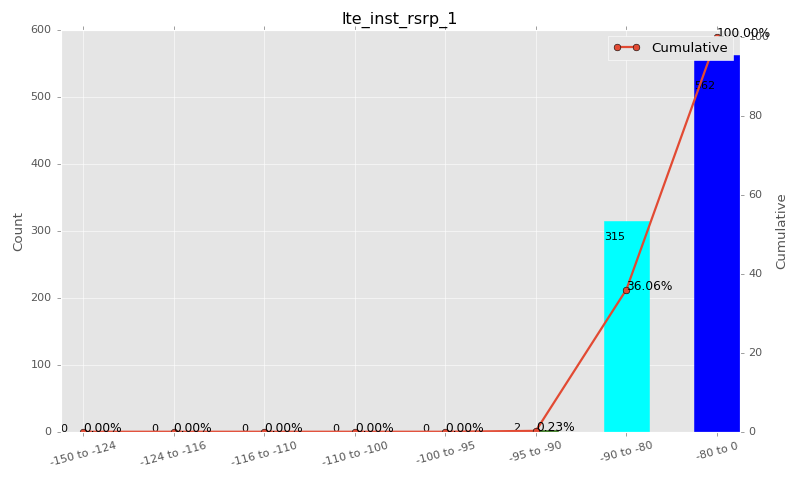 lte_inst_rsrp_1
600
500
400
300
200
100
0
Count
100
80
60
40
20
0
Cumulative
Cumulative
0
0.00%
0
0.00%
0
0.00%
0
0.00%
0
0.00%
2
0.23%
315
36.06%
562
100.00%
-150 to -124
-124 to -116
-116 to -110
-110 to -100
-100 to -95
-95 to -90
-90 to -80
-80 to 0